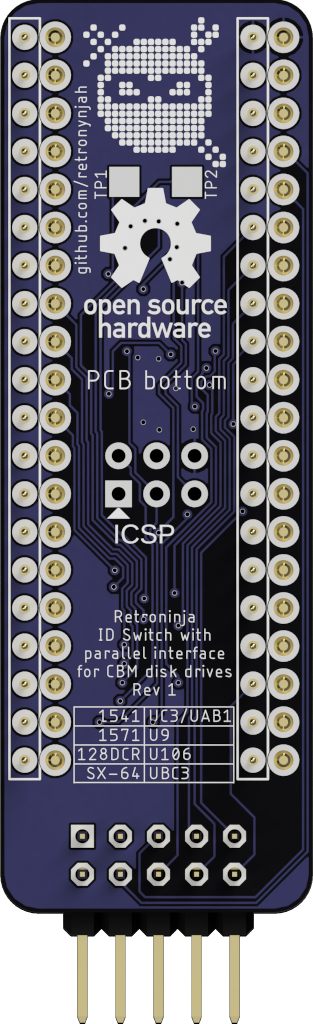 github.com/retronynjah
TP1
TP2
open source
hardware
PCB bottom
ICSP
Retroninja
ID Switch with
parallel interface
for CBM disk drives
Rev 1
1541 UC3/UAB1
1571 U9
128DCR U106
SX-64 UBC3